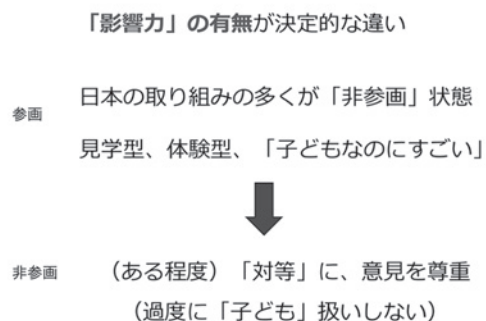 「影響力」の有無が決定的な違い
参画
日本の取り組みの多くが「非参画」状態
見学型、体験型、「子どもなのにすごい」
非参画
(ある程度)「対等」に、意見を尊重
(過度に「子ども」扱いしない)